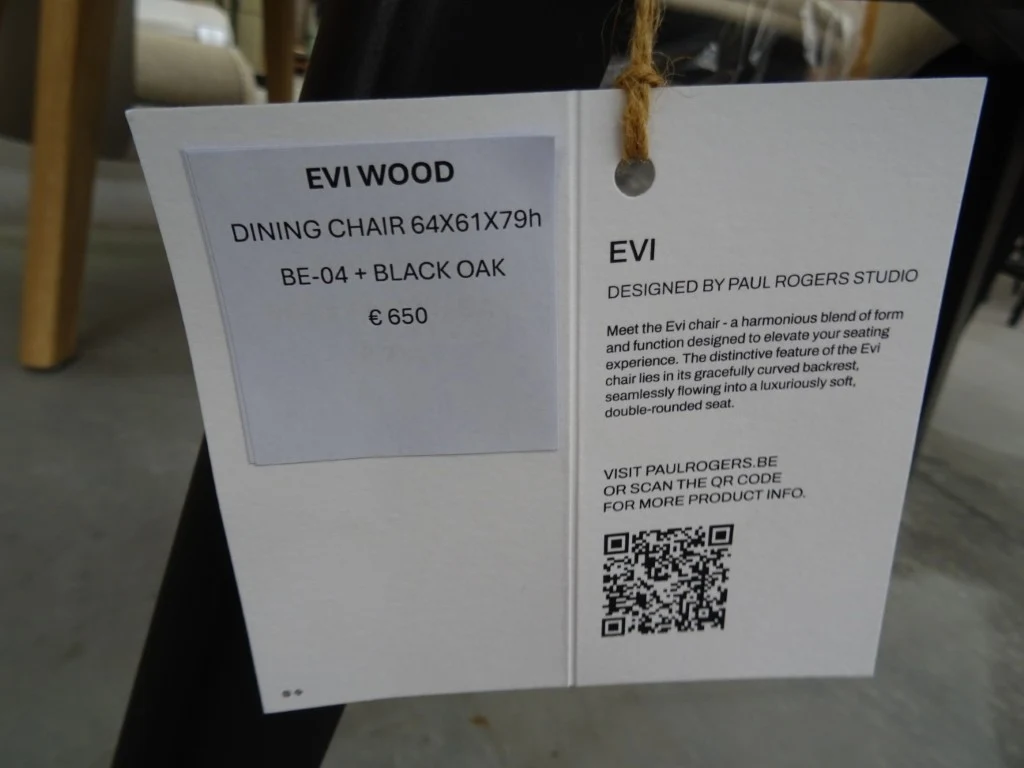 EVI WOOD
DINING CHAIR 64X61X79h
BE-04 + BLACK OAK
€ 650
EVI
DESIGNED BY PAUL ROGERS STUDIO
Meet the Evi chair - a harmonious blend of form
and function designed to elevate your seating
experience. The distinctive feature of the Evi
chair lies in its gracefully curved backrest,
seamlessly flowing into a luxuriously soft,
double-rounded seat.
VISIT PAULROGERS.BE
OR SCAN THE QR CODE
FOR MORE PRODUCT INFO.